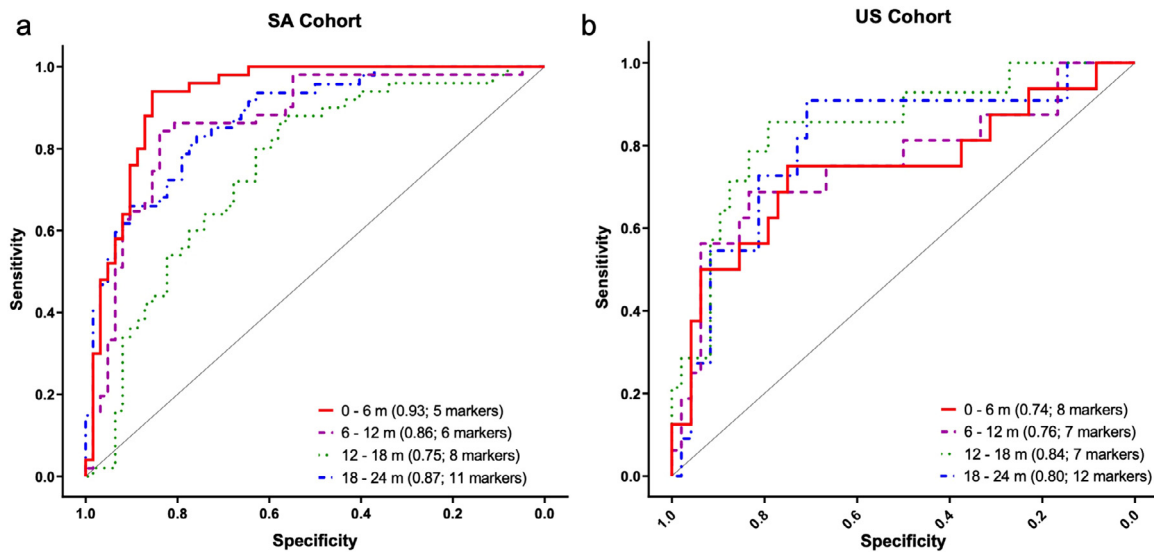 a
SA Cohort
1.0
0.8
0.6
0.4
0.2
0.0
Sensitivity
0 - 6 m (0.93; 5 markers)
6 - 12 m (0.86; 6 markers)
12 - 18 m (0.75; 8 markers)
18 - 24 m (0.87; 11 markers)
1.0 0.8 0.6 0.4 0.2 0.0
Specificity
b
US Cohort
1.0
0.8
0.6
0.4
0.2
0.0
Sensitivity
0 - 6 m (0.74; 8 markers)
6 - 12 m (0.76; 7 markers)
12 - 18 m (0.84; 7 markers)
18 - 24 m (0.80; 12 markers)
1.0 0.8 0.6 0.4 0.2 0.0
Specificity